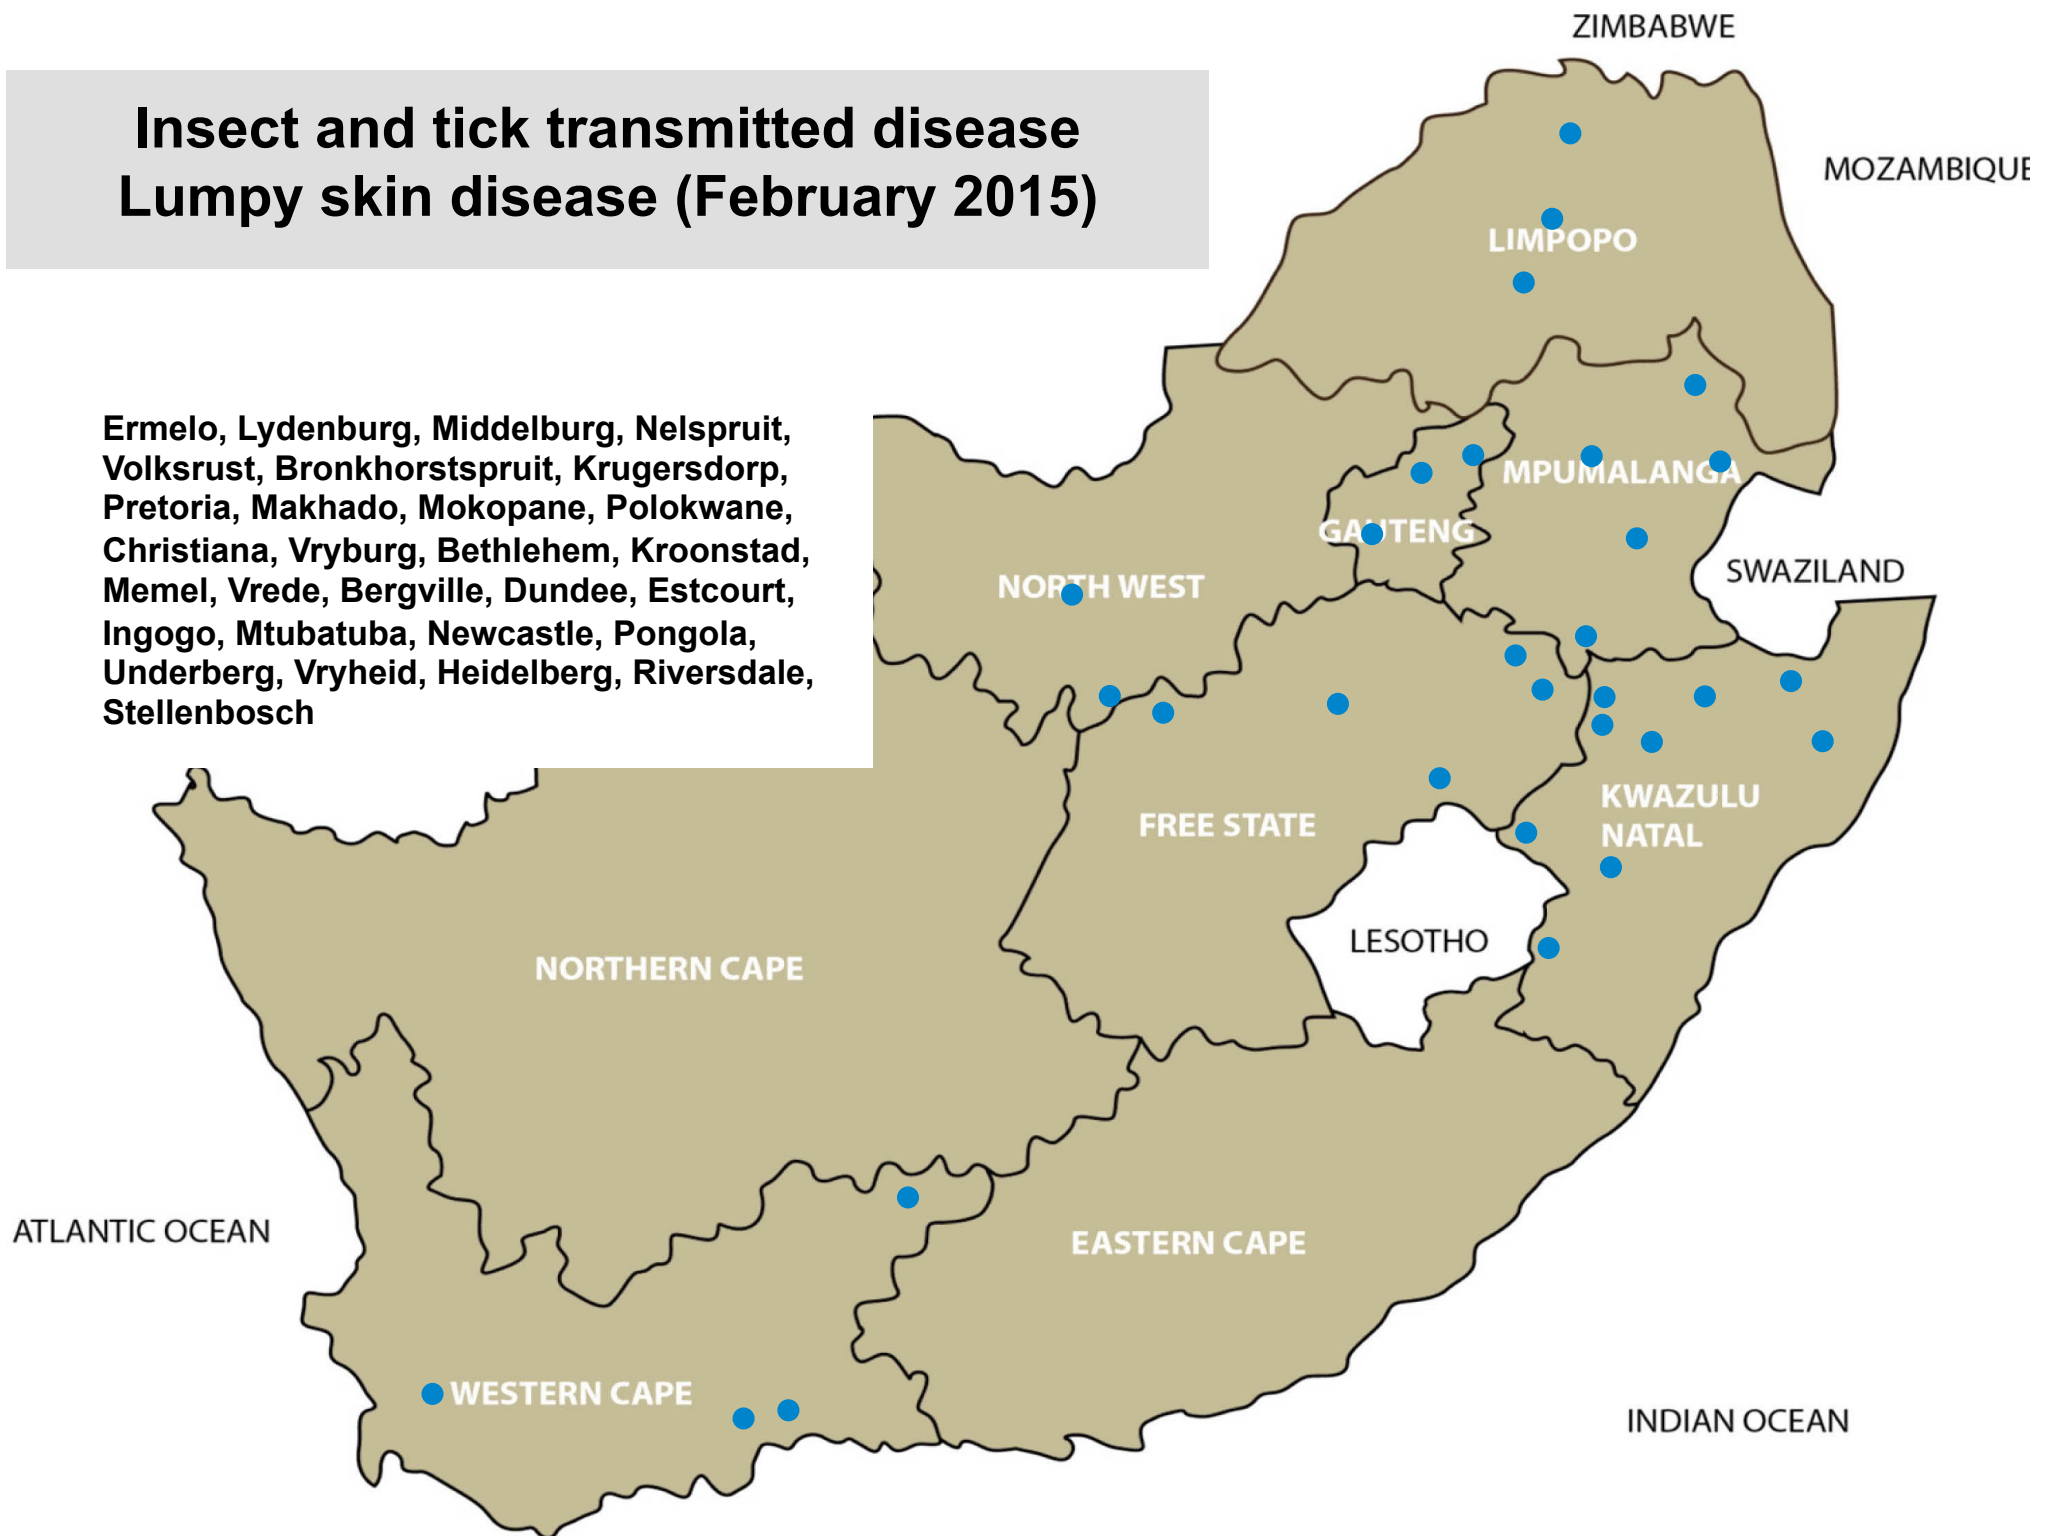 ZIMBABWE
Insect and tick transmitted disease
Lumpy skin disease (February 2015)
MOZAMBIQUE
LIMPOPO
Ermelo, Lydenburg, Middelburg, Nelspruit,
Volksrust, Bronkhorstspruit, Krugersdorp,
Pretoria, Makhado, Mokopane, Polokwane,
Christiana, Vryburg, Bethlehem, Kroonstad,
Memel, Vrede, Bergville, Dundee, Estcourt,
Ingogo, Mtubatuba, Newcastle, Pongola,
Underberg, Vryheid, Heidelberg, Riversdale,
Stellenbosch
MPUMALANGA
GAUTENG
NORTH WEST
SWAZILAND
KWAZULU
NATAL
FREE STATE
LESOTHO
NORTHERN CAPE
ATLANTIC OCEAN
EASTERN CAPE
WESTERN CAPE
INDIAN OCEAN